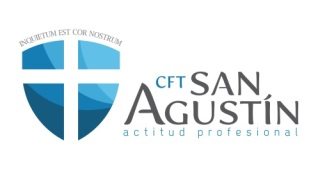 INQUIETUM EST COR NOSTRUM
CFT SAN
AGUSTÍN
actitud profesional